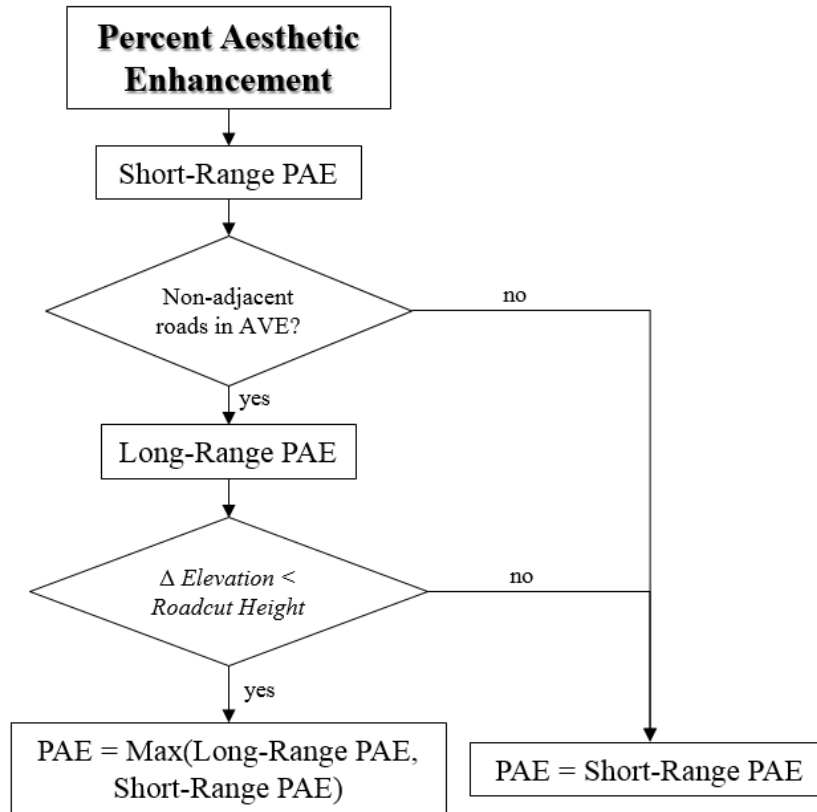 Percent Aesthetic
Enhancement
Short-Range PAE
Non-adjacent
roads in AVE?
no
yes
Long-Range PAE
Δ Elevation <
Roadcut Height
no
yes
PAE = Max(Long-Range PAE,
Short-Range PAE)
PAE = Short-Range PAE